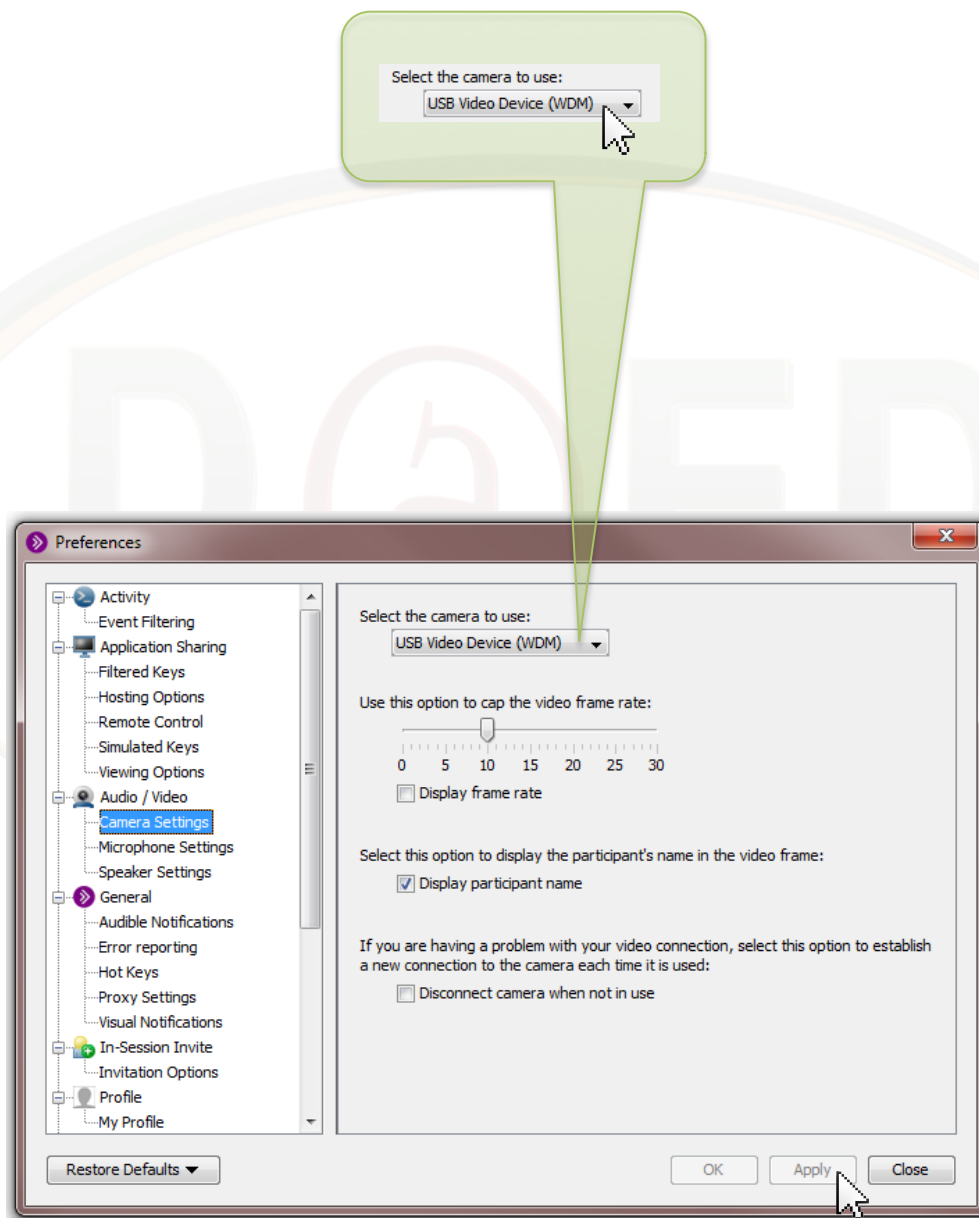 Select the camera to use:
USB Video Device (WDM)
D@ED
Preferences
Activity
Event Filtering
Application Sharing
Filtered Keys
Hosting Options
Remote Control
Simulated Keys
Viewing Options
Audio / Video
Camera Settings
Microphone Settings
Speaker Settings
General
Audible Notifications
Error reporting
Hot Keys
Proxy Settings
Visual Notifications
In-Session Invite
Invitation Options
Profile
My Profile
Select the camera to use:
USB Video Device (WDM)
Use this option to cap the video frame rate:
0 5 10 15 20 25 30
Display frame rate
Select this option to display the participant's name in the video frame:
Display participant name
If you are having a problem with your video connection, select this option to establish
a new connection to the camera each time it is used:
Disconnect camera when not in use
Restore Defaults
OK
Apply
Close